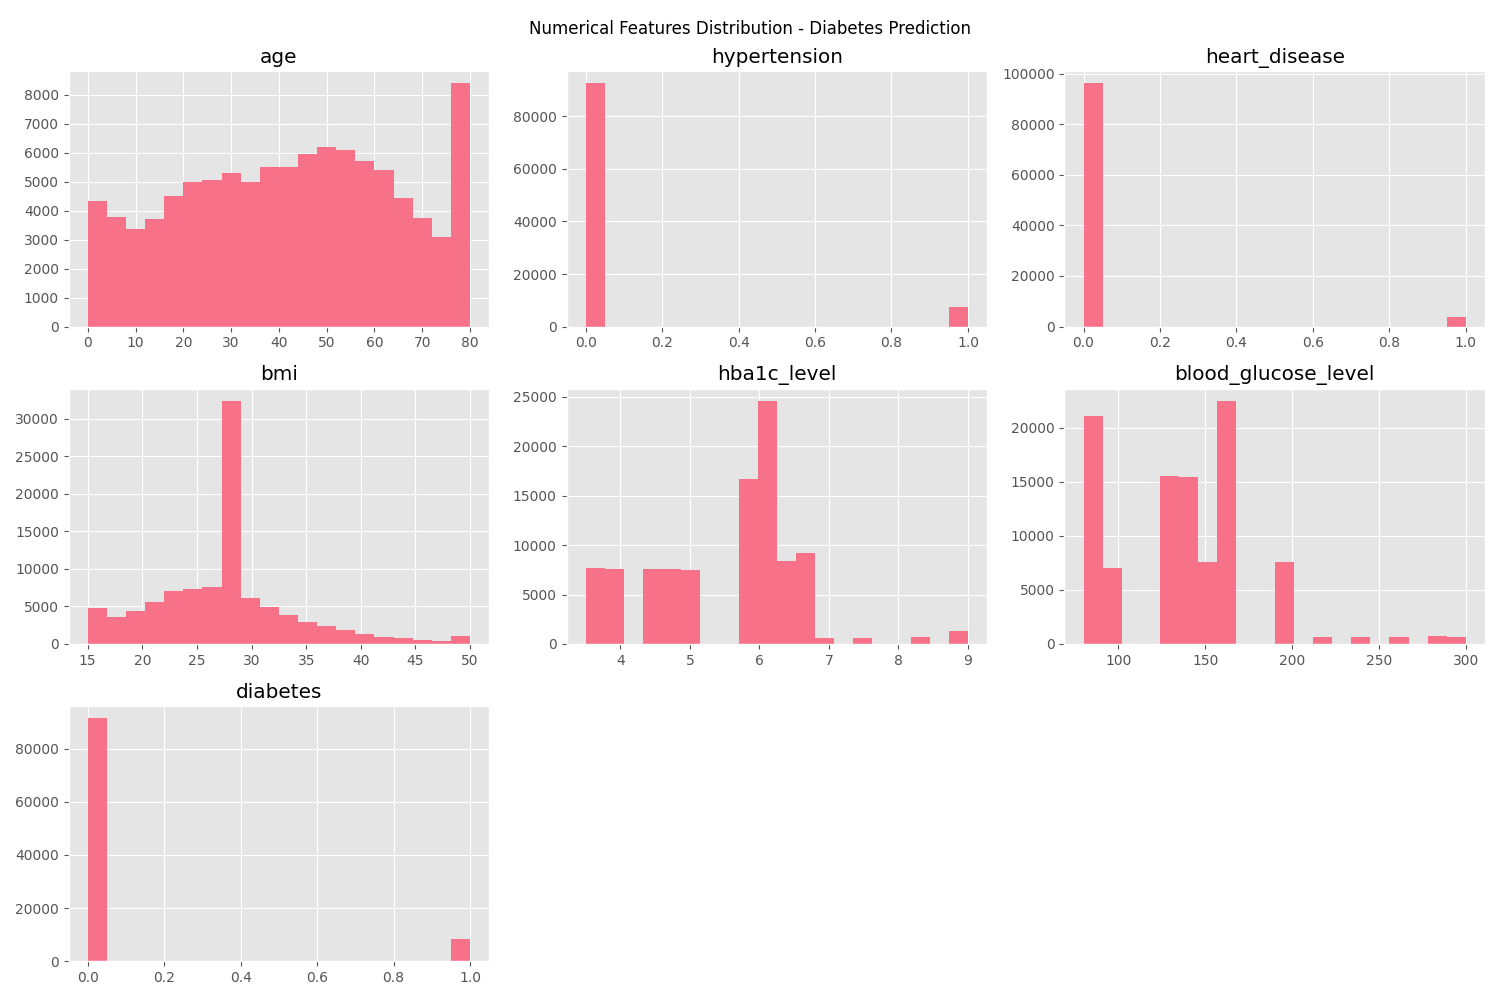 Numerical Features Distribution - Diabetes Prediction
age
hypertension
heart_disease
8000
7000
6000
5000
4000
3000
2000
1000
0
0 10 20 30 40 50 60 70 80
80000
60000
40000
20000
0
0.0 0.2 0.4 0.6 0.8 1.0
100000
80000
60000
40000
20000
0
0.0 0.2 0.4 0.6 0.8 1.0
bmi
hba1c_level
blood_glucose_level
30000
25000
20000
15000
10000
5000
0
15 20 25 30 35 40 45 50
25000
20000
15000
10000
5000
0
4 5 6 7 8 9
20000
15000
10000
5000
0
100 150 200 250 300
diabetes
80000
60000
40000
20000
0
0.0 0.2 0.4 0.6 0.8 1.0